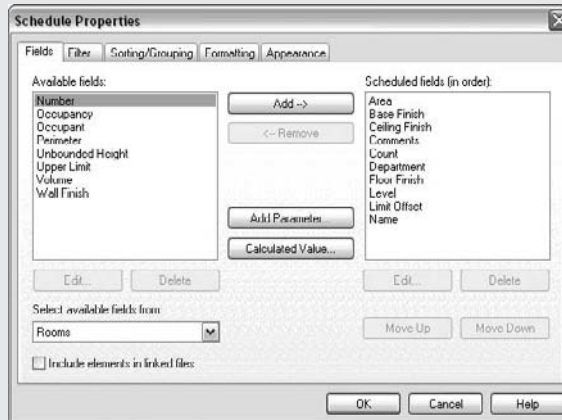 Schedule Properties
Fields Filter Sorting/Grouping Formatting Appearance
Available fields:
Number
Occupancy
Occupant
Perimeter
Unbounded Height
Upper Limit
Volume
Wall Finish
Add -->
<-- Remove
Add Parameter...
Calculated Value...
Scheduled fields (in order):
Area
Base Finish
Ceiling Finish
Comments
Count
Department
Floor Finish
Level
Limit Offset
Name
Edit... Delete
Edit... Delete
Select available fields from:
Rooms
Move Up Move Down
Include elements in linked files
OK Cancel Help